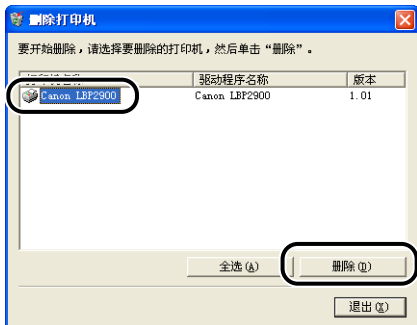 删除打印机
要开始删除，请选择要删除的打印机，然后单击“删除”。
驱动程序名称 版本
Canon LBP2900 Canon LBP2900 1.01
全选(A) 删除(D)
退出(X)